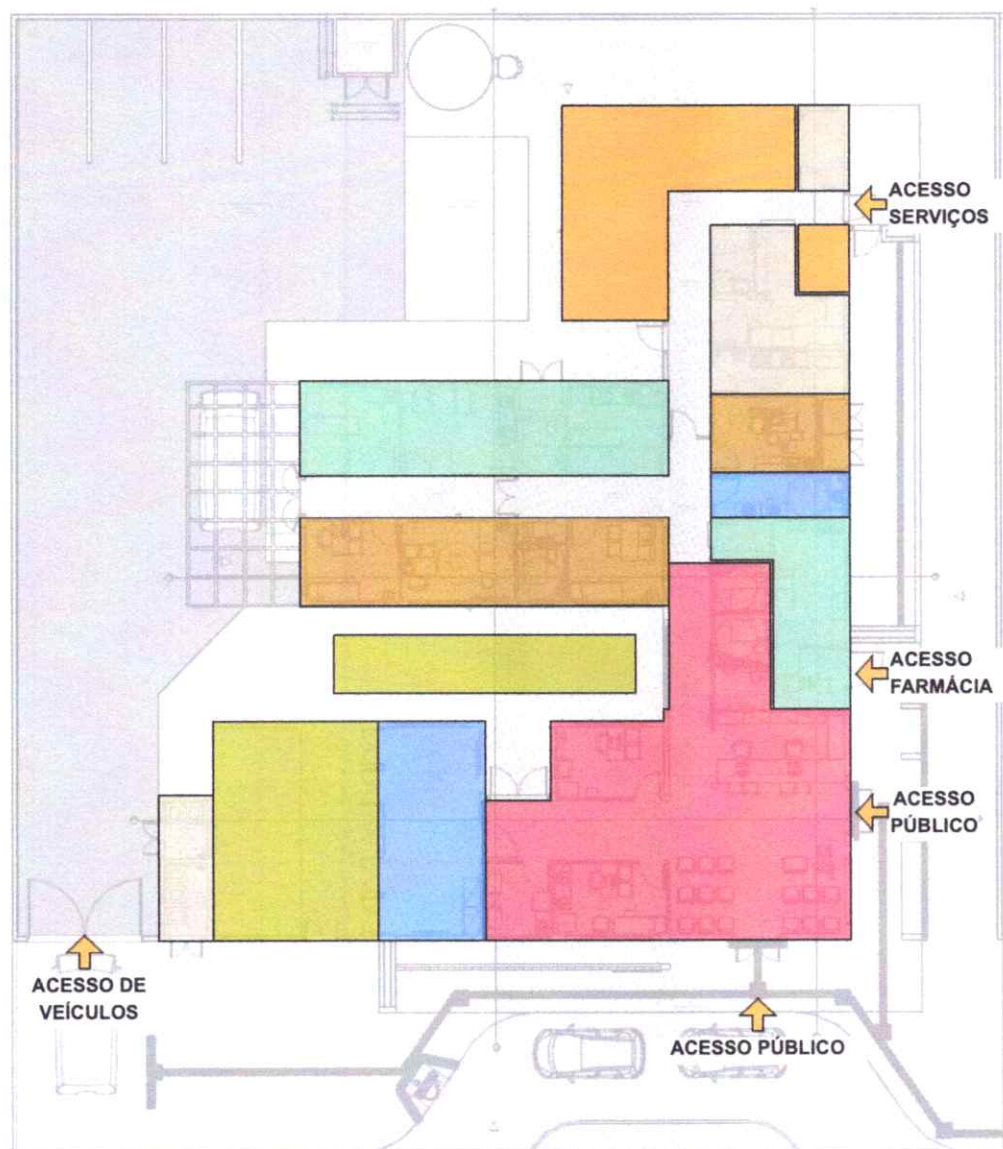 ACESSO
SERVIÇOS
ACESSO
FARMÁCIA
ACESSO
PÚBLICO
ACESSO DE
VEÍCULOS
ACESSO PÚBLICO